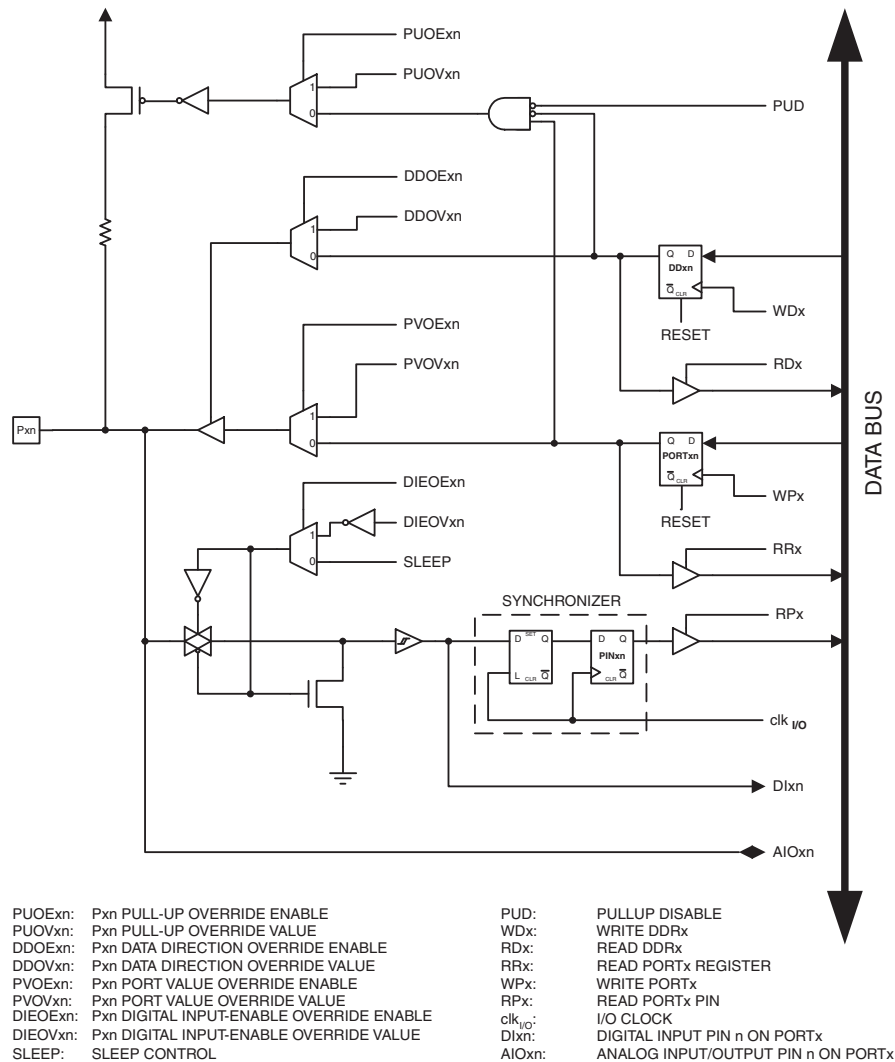 PUOExn
PUOVxn
1
0
PUD
DDOExn
DDOVxn
1
0
Q D
DDxn
Q CLR
WDx
RESET
PVOExn
RDx
PVOVxn
1
0
Pxn
Q D
PORTxn
Q CLR
DATA BUS
DIEOExn
WPx
DIEOVxn
RESET
1
0
SLEEP
RRx
SYNCHRONIZER
RPx
D SET Q
L CLR Q
D Q
PINxn
CLR Q
clk I/O
DIxn
AIOxn
PUOExn: Pxn PULL-UP OVERRIDE ENABLE
PUOVxn: Pxn PULL-UP OVERRIDE VALUE
DDOExn: Pxn DATA DIRECTION OVERRIDE ENABLE
DDOVxn: Pxn DATA DIRECTION OVERRIDE VALUE
PVOExn: Pxn PORT VALUE OVERRIDE ENABLE
PVOVxn: Pxn PORT VALUE OVERRIDE VALUE
DIEOExn: Pxn DIGITAL INPUT-ENABLE OVERRIDE ENABLE
DIEOVxn: Pxn DIGITAL INPUT-ENABLE OVERRIDE VALUE
SLEEP: SLEEP CONTROL
PUD: PULLUP DISABLE
WDx: WRITE DDRx
RDx: READ DDRx
RRx: READ PORTx REGISTER
WPx: WRITE PORTx
RPx: READ PORTx PIN
clkI/O: I/O CLOCK
DIxn: DIGITAL INPUT PIN n ON PORTx
AIOxn: ANALOG INPUT/OUTPUT PIN n ON PORTx